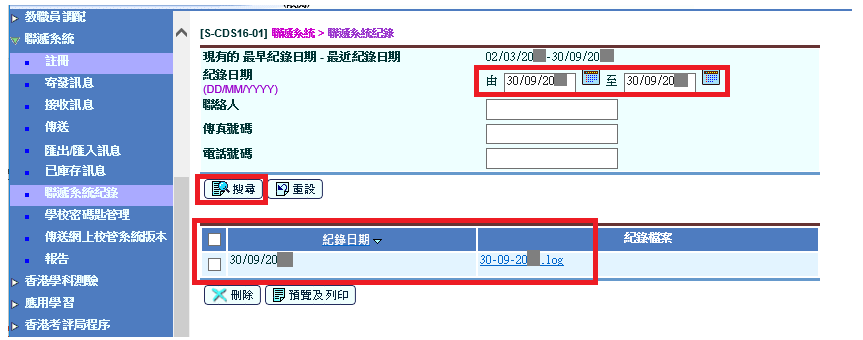 教職員調配
聯遞系統
註冊
寄發訊息
接收訊息
傳送
匯出/匯入訊息
已庫存訊息
聯遞系統紀錄
學校密碼匙管理
傳送網上校管系統版本
報告
香港學科測驗
應用學習
香港考評局程序
[S-CDS16-01] 聯遞系統 > 聯遞系統紀錄
現有的 最早紀錄日期 - 最近紀錄日期 02/03/20 -30/09/20
紀錄日期 由 30/09/20 至 30/09/20
(DD/MM/YYYY)
聯絡人
傳真號碼
電話號碼
搜尋 重設
紀錄日期 紀錄檔案
30/09/20 30-09-20 .log
刪除 預覽及列印